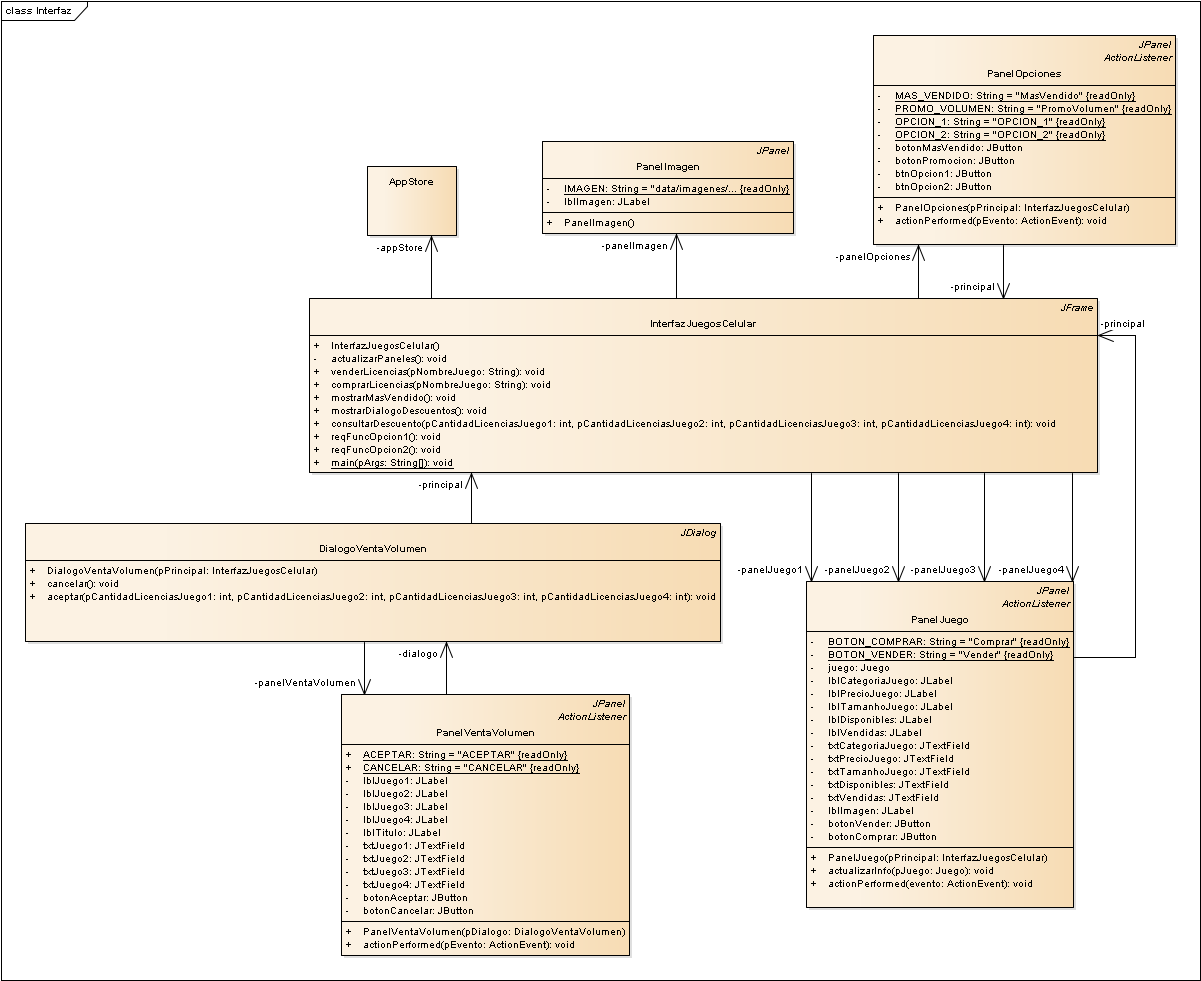 class Interfaz
JPanel
ActionListener
PanelOpciones
- MAS_VENDIDO: String = "MasVendido" {readOnly}
- PROMO_VOLUMEN: String = "PromoVolumen" {readOnly}
- OPCION_1: String = "OPCION_1" {readOnly}
- OPCION_2: String = "OPCION_2" {readOnly}
- botonMasVendido: JButton
- botonPromocion: JButton
- btnOpcion1: JButton
- btnOpcion2: JButton
+ PanelOpciones(pPrincipal: InterfazJuegosCelular)
+ actionPerformed(pEvento: ActionEvent): void
JPanel
PanelImagen
- IMAGEN: String = "data/imagenes/... {readOnly}
- lblImagen: JLabel
+ PanelImagen()
AppStore
-appStore
-panelImagen
-panelOpciones
-principal
JFrame
InterfazJuegosCelular
+ InterfazJuegosCelular()
- actualizarPaneles(): void
+ venderLicencias(pNombreJuego: String): void
+ comprarLicencias(pNombreJuego: String): void
+ mostrarMasVendido(): void
+ mostrarDialogoDescuentos(): void
+ consultarDescuento(pCantidadLicenciasJuego1: int, pCantidadLicenciasJuego2: int, pCantidadLicenciasJuego3: int, pCantidadLicenciasJuego4: int): void
+ reqFuncOpcion1(): void
+ reqFuncOpcion2(): void
+ main(pArgs: String[]): void
-principal
-principal
JDialog
DialogoVentaVolumen
+ DialogoVentaVolumen(pPrincipal: InterfazJuegosCelular)
+ cancelar(): void
+ aceptar(pCantidadLicenciasJuego1: int, pCantidadLicenciasJuego2: int, pCantidadLicenciasJuego3: int, pCantidadLicenciasJuego4: int): void
-panelJuego1
-panelJuego2
-panelJuego3
-panelJuego4
-dialogo
-panelVentaVolumen
JPanel
ActionListener
PanelVentaVolumen
+ ACEPTAR: String = "ACEPTAR" {readOnly}
+ CANCELAR: String = "CANCELAR" {readOnly}
- lblJuego1: JLabel
- lblJuego2: JLabel
- lblJuego3: JLabel
- lblJuego4: JLabel
- lblTitulo: JLabel
- txtJuego1: JTextField
- txtJuego2: JTextField
- txtJuego3: JTextField
- txtJuego4: JTextField
- botonAceptar: JButton
- botonCancelar: JButton
+ PanelVentaVolumen(pDialogo: DialogoVentaVolumen)
+ actionPerformed(pEvento: ActionEvent): void
JPanel
ActionListener
PanelJuego
- BOTON_COMPRAR: String = "Comprar" {readOnly}
- BOTON_VENDER: String = "Vender" {readOnly}
- juego: Juego
- lblCategoriaJuego: JLabel
- lblPrecioJuego: JLabel
- lblTamanhoJuego: JLabel
- lblDisponibles: JLabel
- lblVendidas: JLabel
- txtCategoriaJuego: JTextField
- txtPrecioJuego: JTextField
- txtTamanhoJuego: JTextField
- txtDisponibles: JTextField
- txtVendidas: JTextField
- lblImagen: JLabel
- botonVender: JButton
- botonComprar: JButton
+ PanelJuego(pPrincipal: InterfazJuegosCelular)
+ actualizarInfo(pJuego: Juego): void
+ actionPerformed(evento: ActionEvent): void